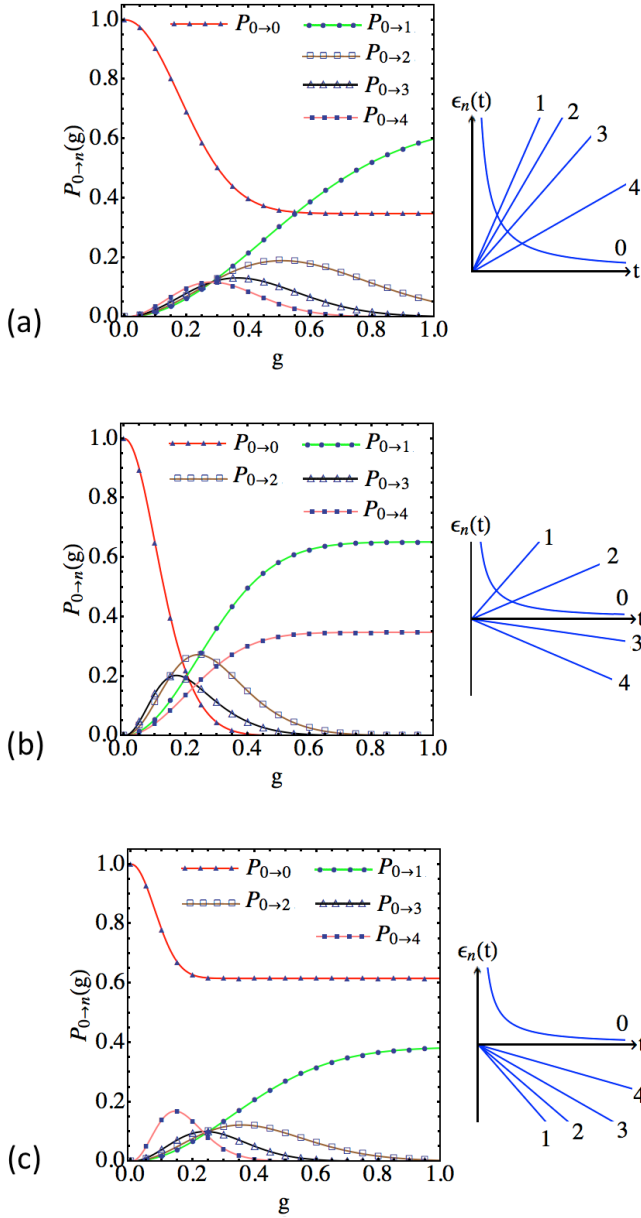 P₀→₀ P₀→₁
P₀→₂
P₀→₃
P₀→₄
P₀→ₙ(g)
1.0
0.8
0.6
0.4
0.2
0.0
0.0 0.2 0.4 0.6 0.8 1.0
g
(a)
ϵₙ(t)
1
2
3
4
0
t
P₀→₀ P₀→₁
P₀→₂ P₀→₃
P₀→₄
P₀→ₙ(g)
1.0
0.8
0.6
0.4
0.2
0.0
0.0 0.2 0.4 0.6 0.8 1.0
g
(b)
ϵₙ(t)
1
2
0
t
3
4
P₀→₀ P₀→₁
P₀→₂ P₀→₃
P₀→₄
P₀→ₙ(g)
1.0
0.8
0.6
0.4
0.2
0.0
0.0 0.2 0.4 0.6 0.8 1.0
g
(c)
ϵₙ(t)
0
t
4
3
2
1